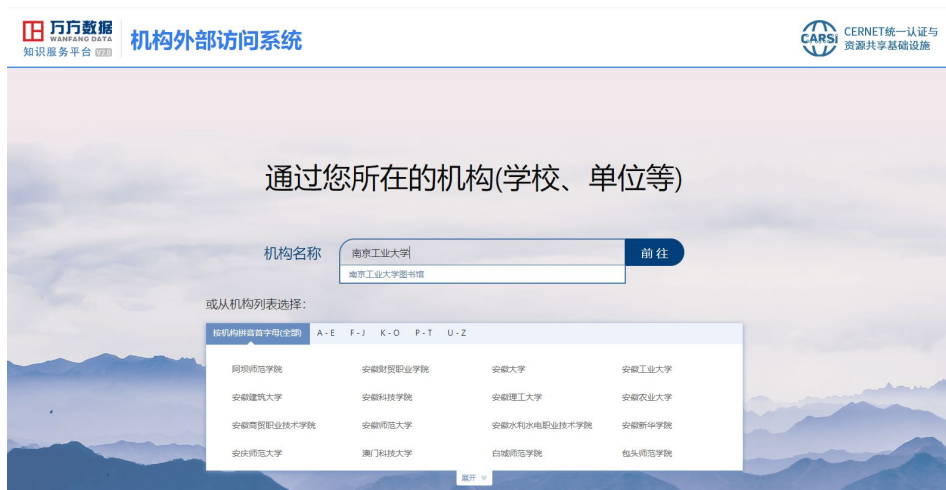 万方数据
WANFANG DATA
知识服务平台 V2.0
机构外部访问系统
CARSI
CERNET统一认证与
资源共享基础设施
通过您所在的机构(学校、单位等)
机构名称 南京工业大学 前往
南京工业大学图书馆
或从机构列表选择：
按机构拼音首字母(全部) A - E F - J K - O P - T U - Z
阿坝师范学院 安徽财贸职业学院 安徽大学 安徽工业大学
安徽建筑大学 安徽科技学院 安徽理工大学 安徽农业大学
安徽商贸职业技术学院 安徽师范大学 安徽水利水电职业技术学院 安徽新华学院
安庆师范大学 澳门科技大学 白城师范学院 包头师范学院
展开